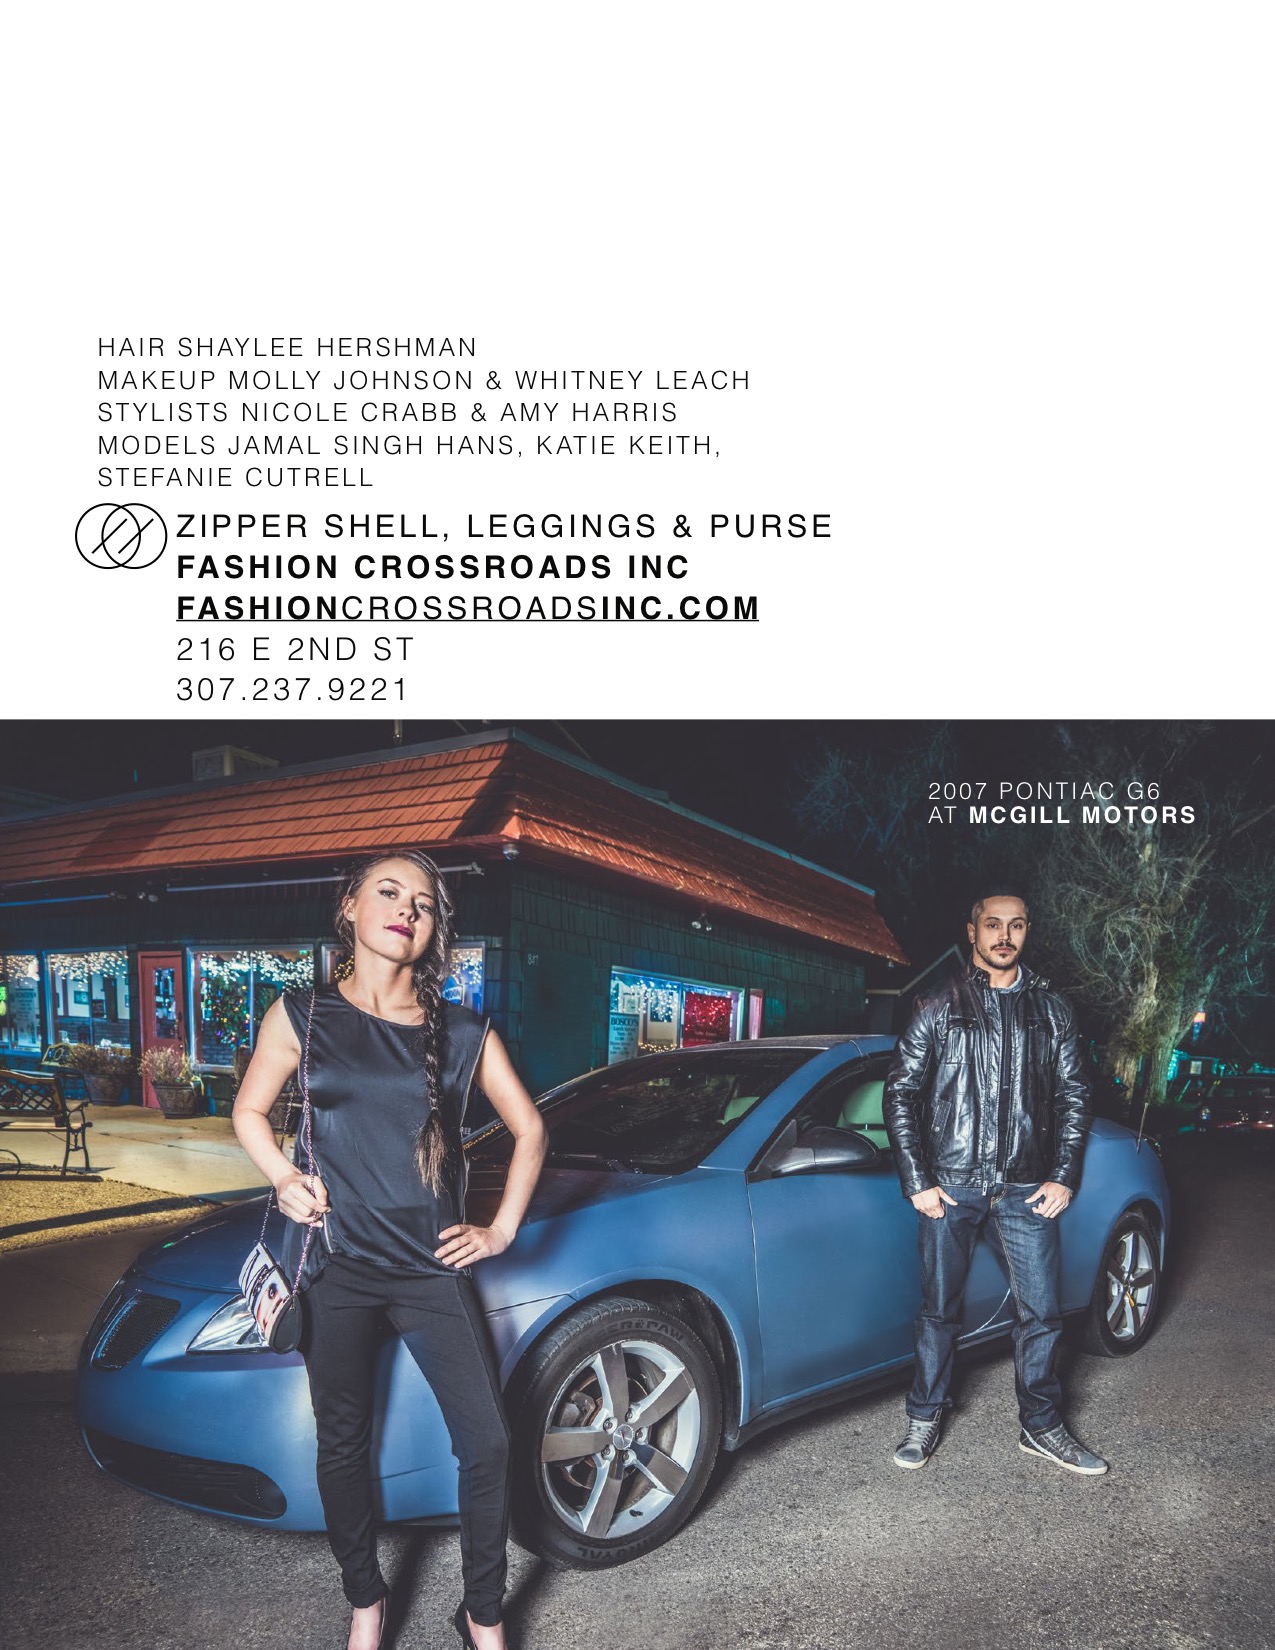 HAIR SHAYLEE HERSHMAN
MAKEUP MOLLY JOHNSON & WHITNEY LEACH
STYLISTS NICOLE CRABB & AMY HARRIS
MODELS JAMAL SINGH HANS, KATIE KEITH,
STEFANIE CUTRELL
ZIPPER SHELL, LEGGINGS & PURSE
FASHION CROSSROADS INC
FASHIONCROSSROADSINC.COM
216 E 2ND ST
307.237.9221
2007 PONTIAC G6
AT MCGILL MOTORS
847
BOSCO'S